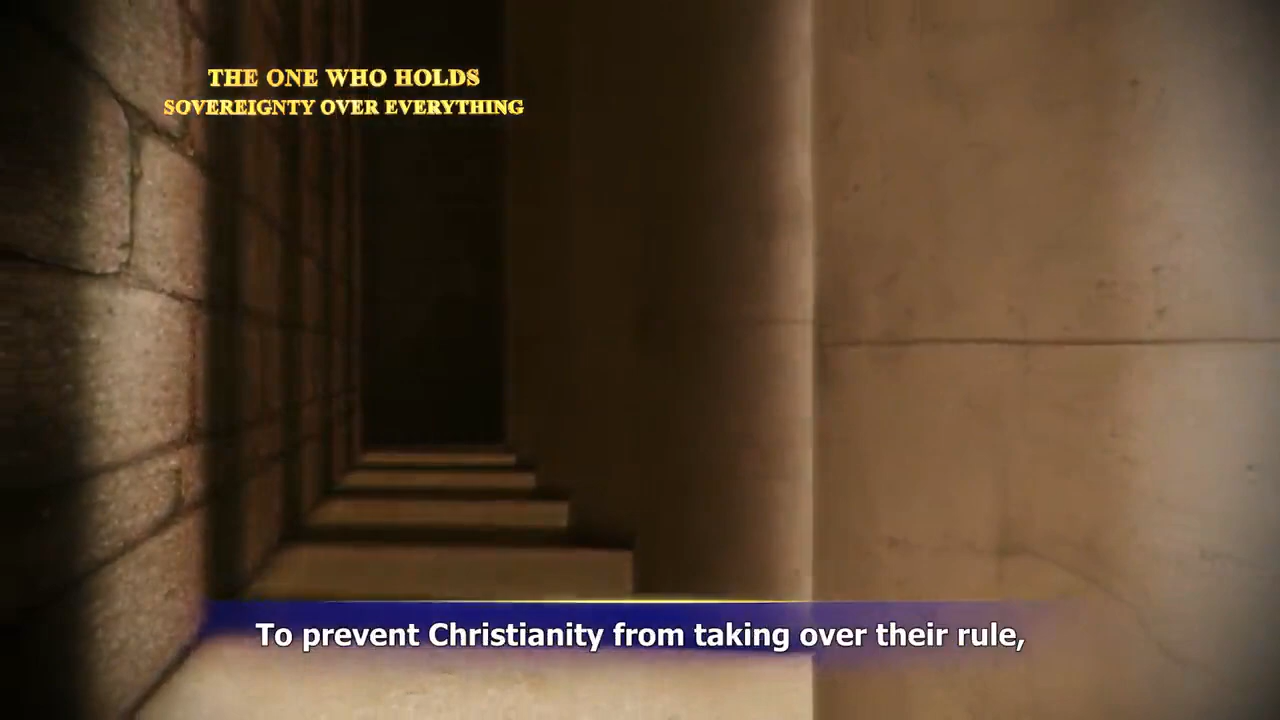 THE ONE WHO HOLDS
SOVEREIGNTY OVER EVERYTHING
To prevent Christianity from taking over their rule,